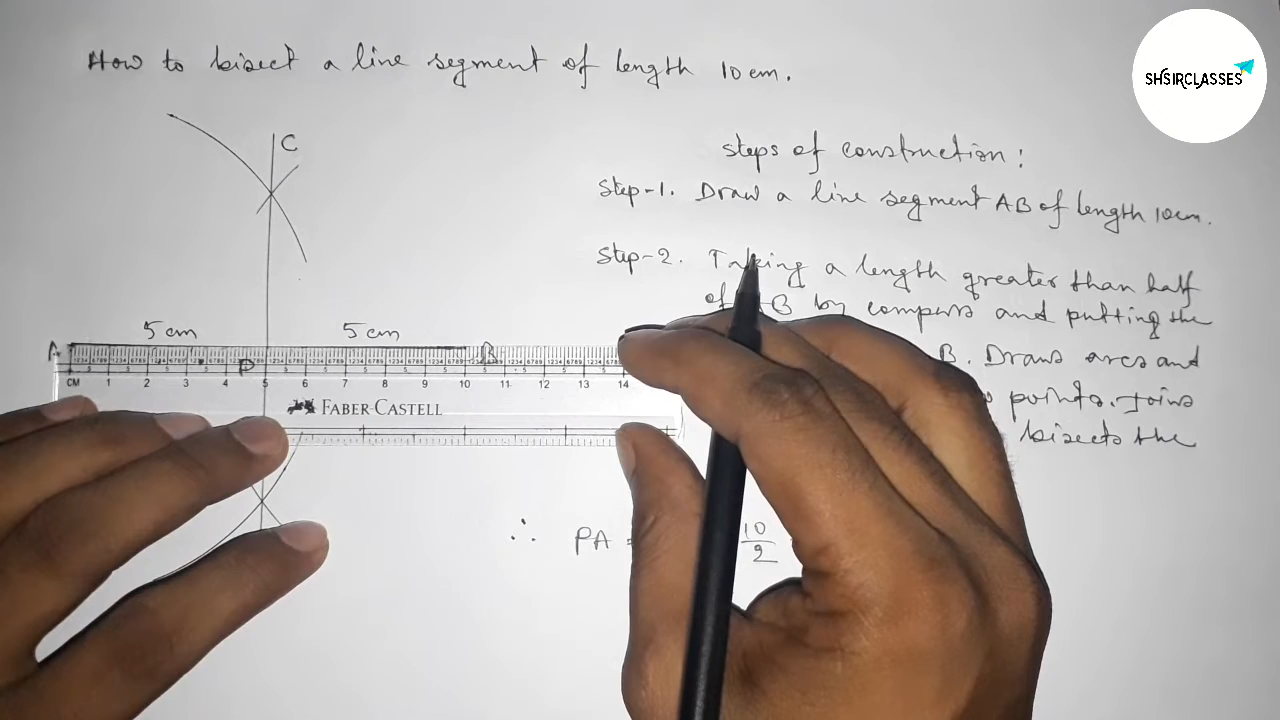 How to bisect a line segment of length 10 cm.
SHSIRCLASSES
C
steps of construction:
Step-1. Draw a line segment AB of length 10cm.
Step-2. Taking a length greater than half
of B by compass and putting the
B. Draws arcs and
points. Joins
bisects the
5 cm 5 cm
A B
P
CM 1 2 3 4 5 6 7 8 9 10 11 12 13 14
FABER-CASTELL
∴ PA = 10/2